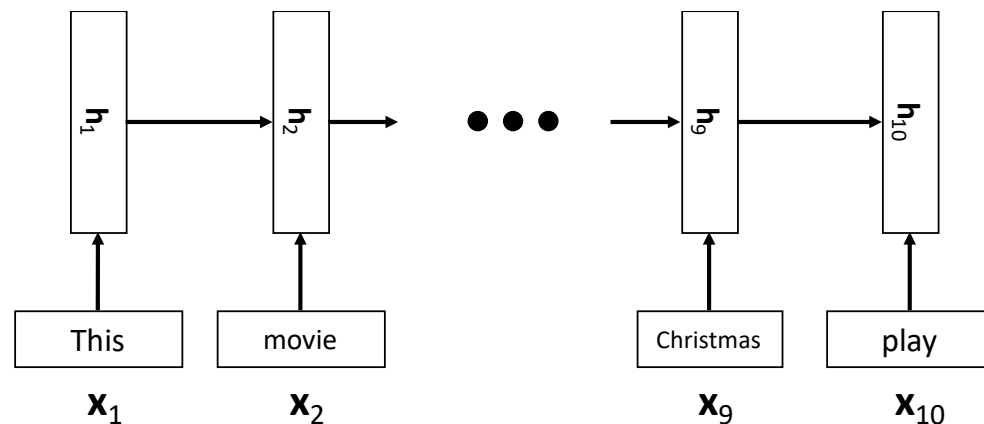 h₁ h₂ h₉ h₁₀
This movie Christmas play
x₁ x₂ x₉ x₁₀